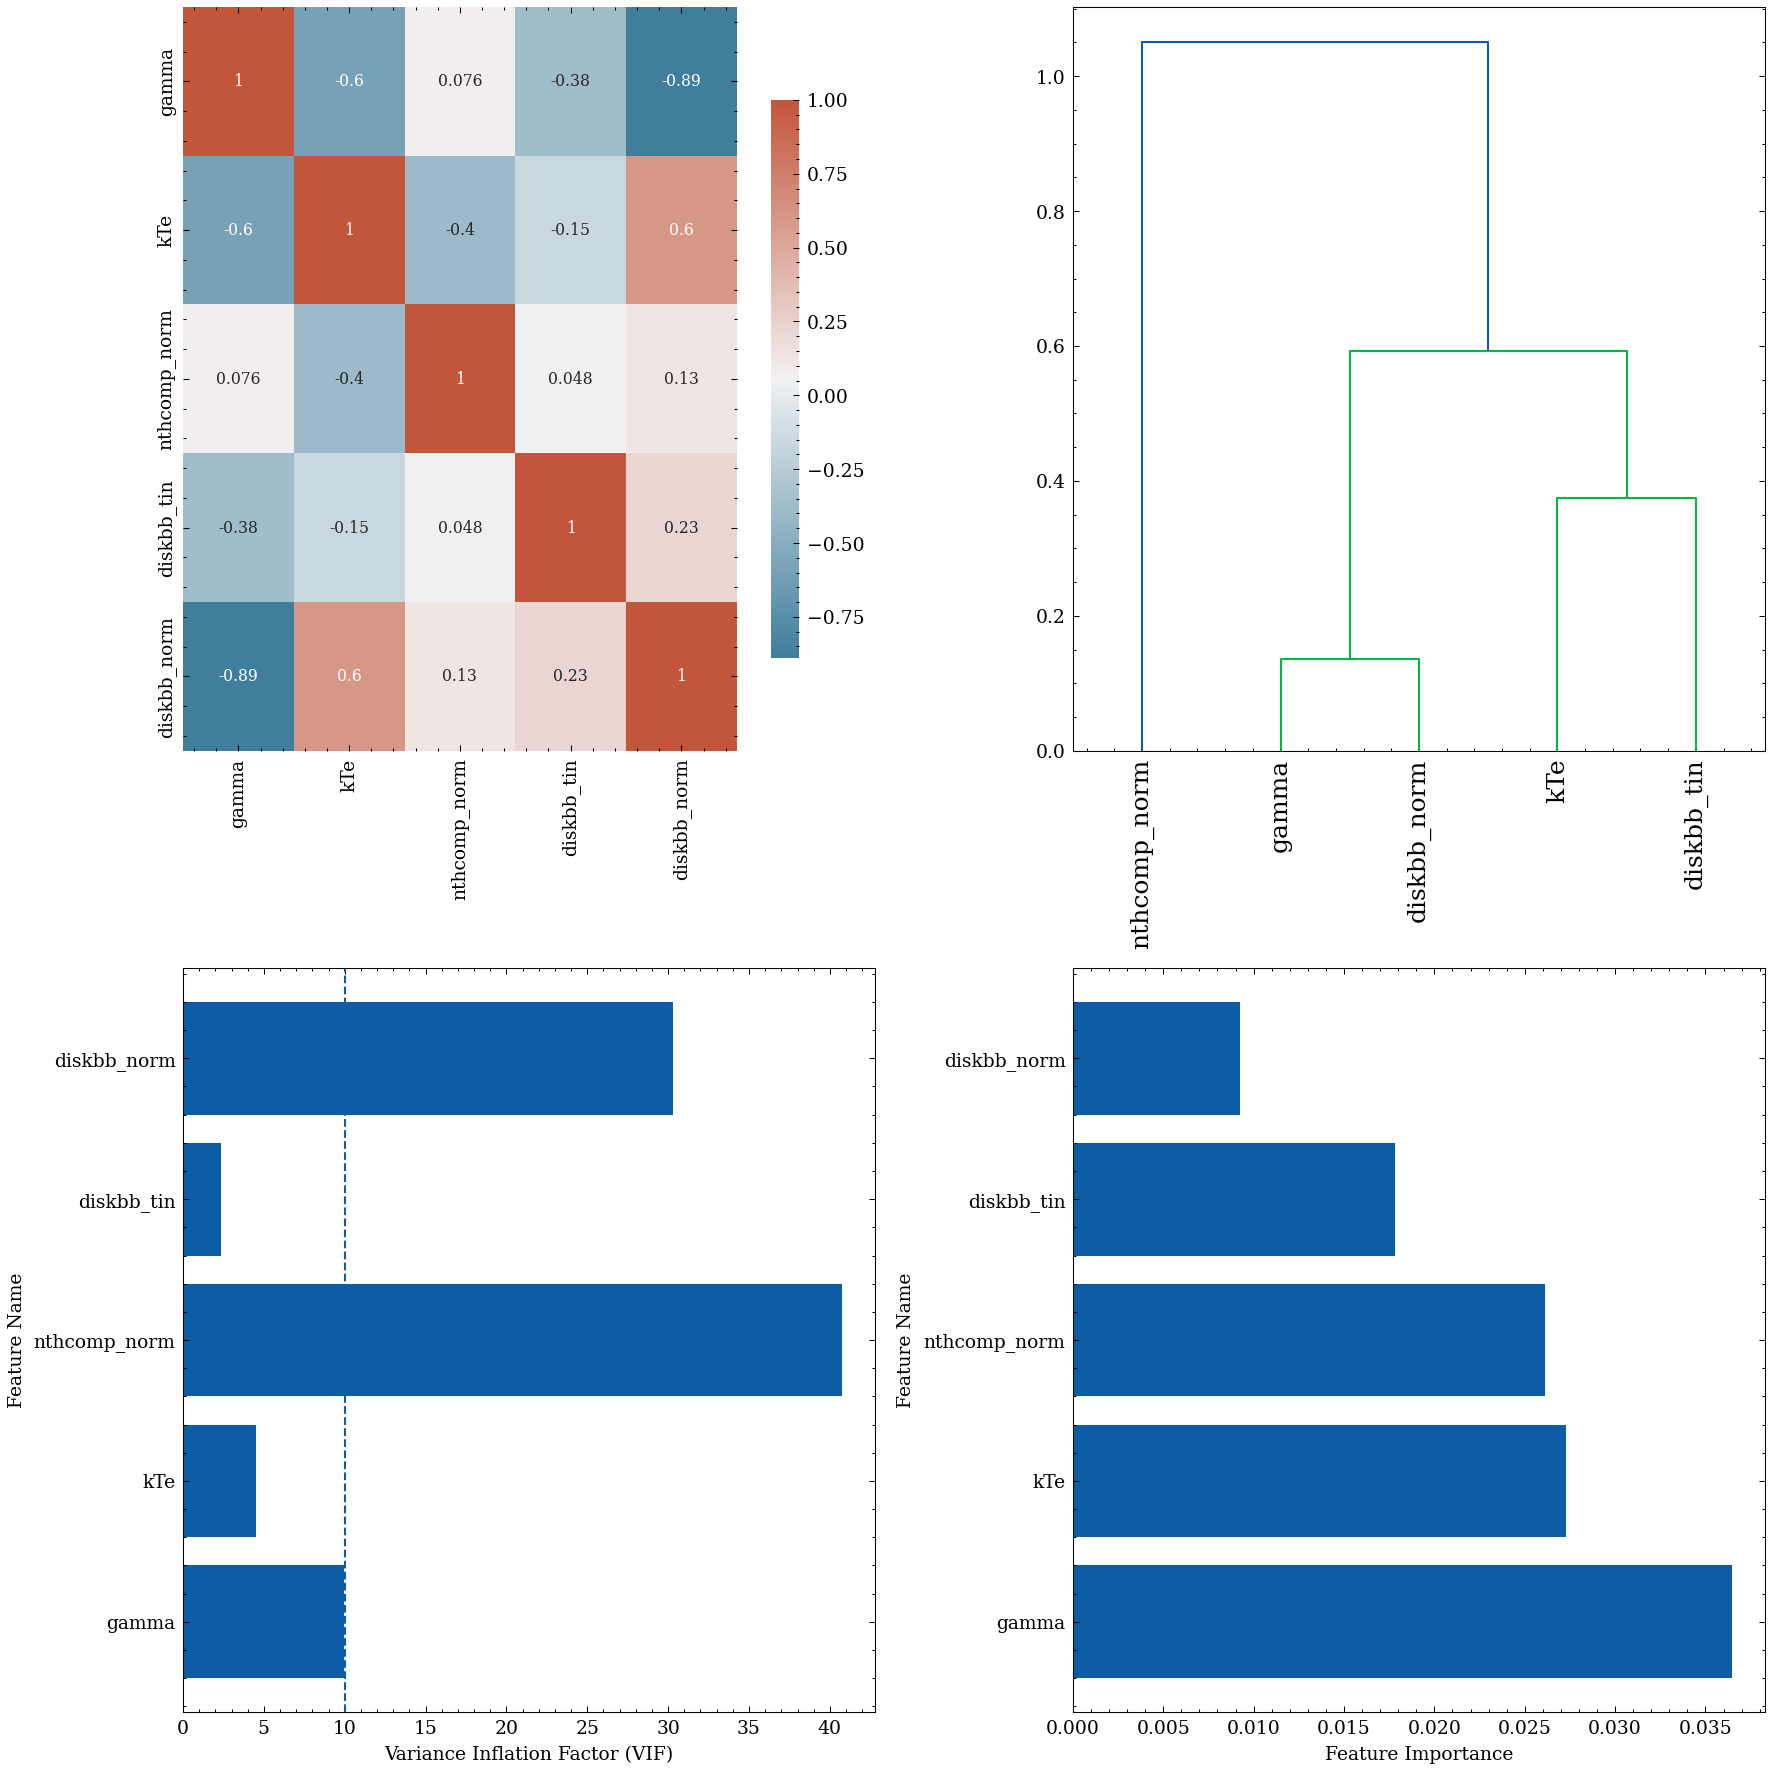 gamma
kTe
nthcomp_norm
diskbb_tin
diskbb_norm
1 -0.6 0.076 -0.38 -0.89
-0.6 1 -0.4 -0.15 0.6
0.076 -0.4 1 0.048 0.13
-0.38 -0.15 0.048 1 0.23
-0.89 0.6 0.13 0.23 1
gamma kTe nthcomp_norm diskbb_tin diskbb_norm
1.00
0.75
0.50
0.25
0.00
−0.25
−0.50
−0.75
1.0
0.8
0.6
0.4
0.2
0.0
nthcomp_norm gamma diskbb_norm kTe diskbb_tin
Feature Name
diskbb_norm
diskbb_tin
nthcomp_norm
kTe
gamma
0 5 10 15 20 25 30 35 40
Variance Inflation Factor (VIF)
Feature Name
diskbb_norm
diskbb_tin
nthcomp_norm
kTe
gamma
0.000 0.005 0.010 0.015 0.020 0.025 0.030 0.035
Feature Importance